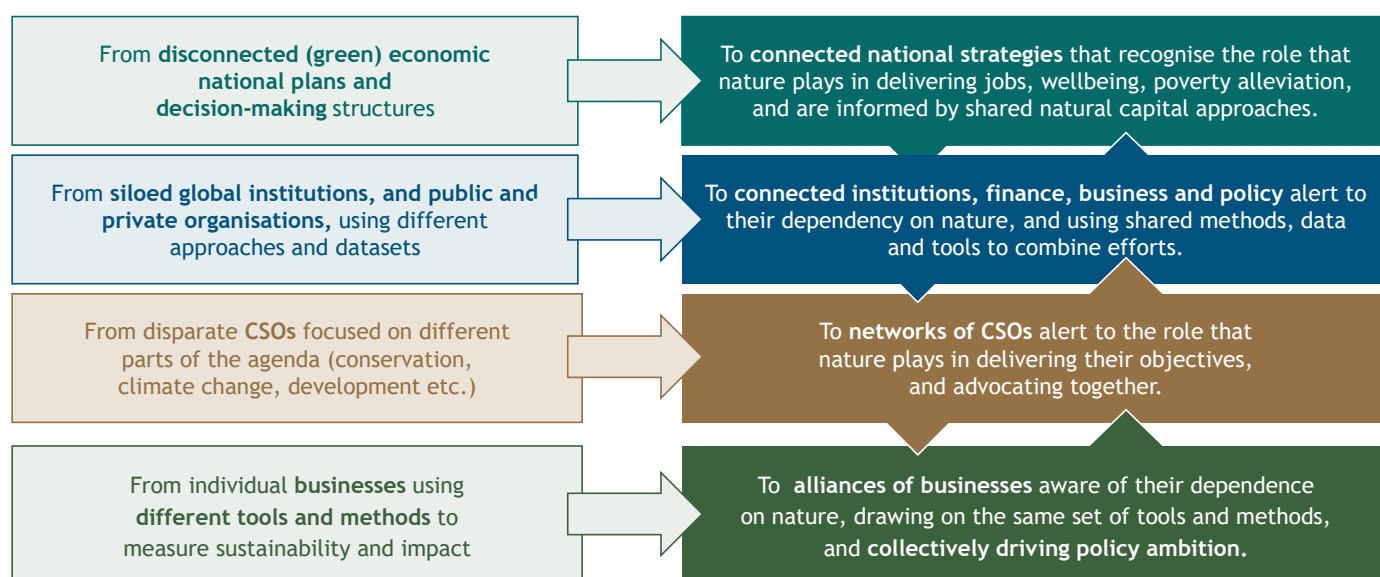 From disconnected (green) economic
national plans and
decision-making structures
To connected national strategies that recognise the role that
nature plays in delivering jobs, wellbeing, poverty alleviation,
and are informed by shared natural capital approaches.
From siloed global institutions, and public and
private organisations, using different
approaches and datasets
To connected institutions, finance, business and policy alert to
their dependency on nature, and using shared methods, data
and tools to combine efforts.
From disparate CSOs focused on different
parts of the agenda (conservation,
climate change, development etc.)
To networks of CSOs alert to the role that
nature plays in delivering their objectives,
and advocating together.
From individual businesses using
different tools and methods to
measure sustainability and impact
To alliances of businesses aware of their dependence
on nature, drawing on the same set of tools and methods,
and collectively driving policy ambition.